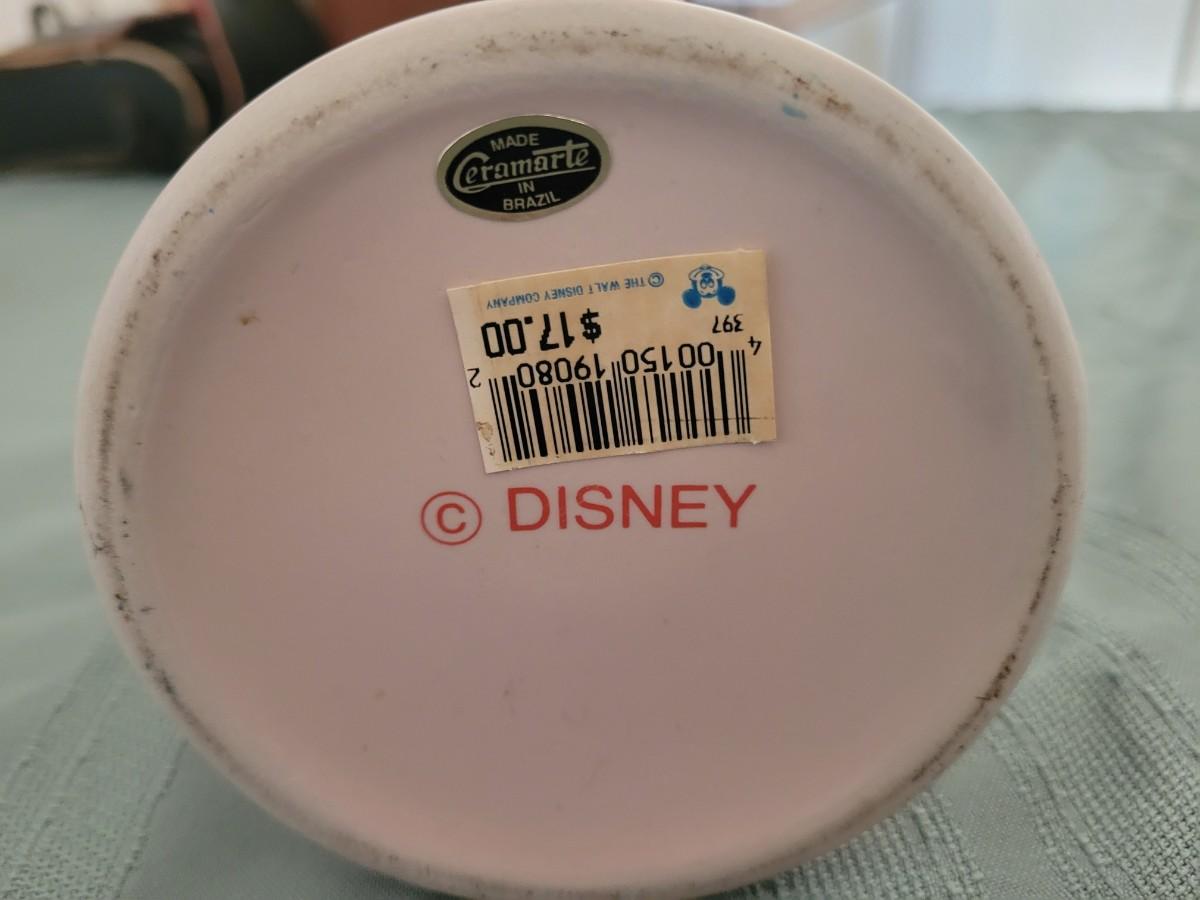 MADE
Ceramarte
IN
BRAZIL
© THE WALT DISNEY COMPANY
397
$17.00
4 00150 19080 2
© DISNEY